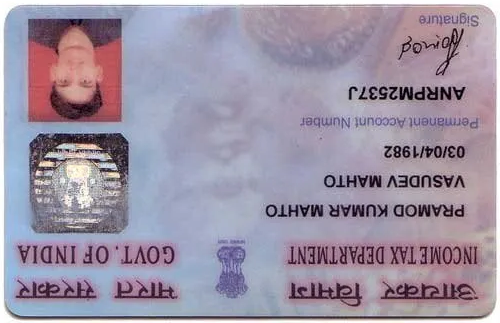 आयकर विभाग
भारत सरकार
INCOME TAX DEPARTMENT
GOVT. OF INDIA
PRAMOD KUMAR MAHTO
VASUDEV MAHTO
03/04/1982
Permanent Account Number
ANRPM2537J
Signature